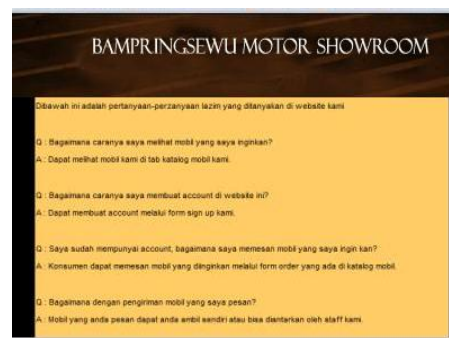 BAMPRINGSEWU MOTOR SHOWROOM
Dibawah ini adalah pertanyaan-perzanyaan lazim yang ditanyakan di website kami
Q : Bagaimana caranya saya melihat mobil yang saya inginkan?
A : Dapat melihat mobil kami di tab katalog mobil kami.
Q : Bagaimana caranya saya membuat account di website ini?
A : Dapat membuat account melalui form sign up kami.
Q : Saya sudah mempunyai account, bagaimana saya memesan mobil yang saya ingin kan?
A : Konsumen dapat memesan mobil yang diinginkan melalui form order yang ada di katalog mobil.
Q : Bagaimana dengan pengiriman mobil yang saya pesan?
A : Mobil yang anda pesan dapat anda ambil sendiri atau bisa diantarkan oleh staff kami.